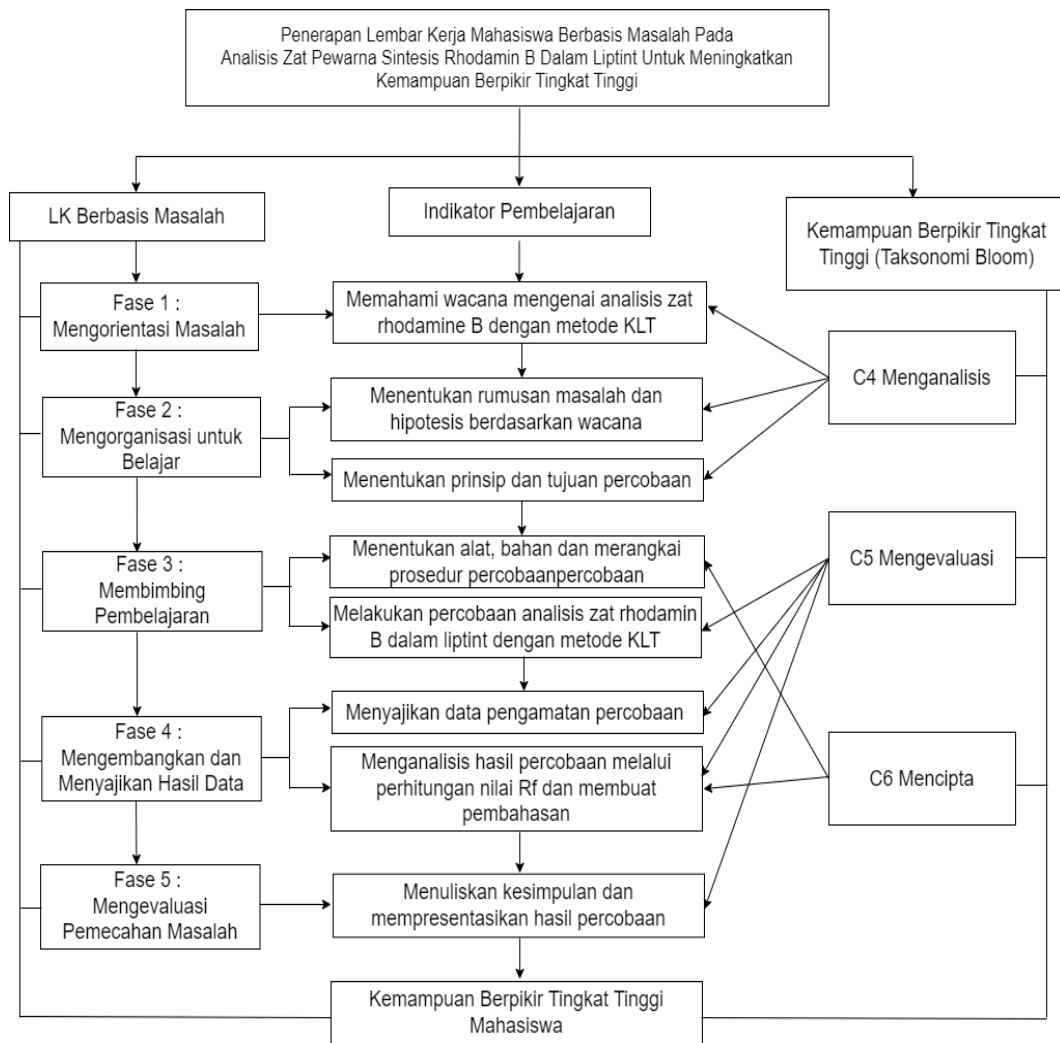 Penerapan Lembar Kerja Mahasiswa Berbasis Masalah Pada
Analisis Zat Pewarna Sintesis Rhodamin B Dalam Liptint Untuk Meningkatkan
Kemampuan Berpikir Tingkat Tinggi
LK Berbasis Masalah
Indikator Pembelajaran
Kemampuan Berpikir Tingkat
Tinggi (Taksonomi Bloom)
Fase 1 :
Mengorientasi Masalah
Memahami wacana mengenai analisis zat
rhodamine B dengan metode KLT
C4 Menganalisis
Fase 2 :
Mengorganisasi untuk
Belajar
Menentukan rumusan masalah dan
hipotesis berdasarkan wacana
Menentukan prinsip dan tujuan percobaan
Fase 3 :
Membimbing
Pembelajaran
Menentukan alat, bahan dan merangkai
prosedur percobaanpercobaan
Melakukan percobaan analisis zat rhodamin
B dalam liptint dengan metode KLT
C5 Mengevaluasi
Fase 4 :
Mengembangkan dan
Menyajikan Hasil Data
Menyajikan data pengamatan percobaan
Menganalisis hasil percobaan melalui
perhitungan nilai Rf dan membuat
pembahasan
C6 Mencipta
Fase 5 :
Mengevaluasi
Pemecahan Masalah
Menuliskan kesimpulan dan
mempresentasikan hasil percobaan
Kemampuan Berpikir Tingkat Tinggi
Mahasiswa